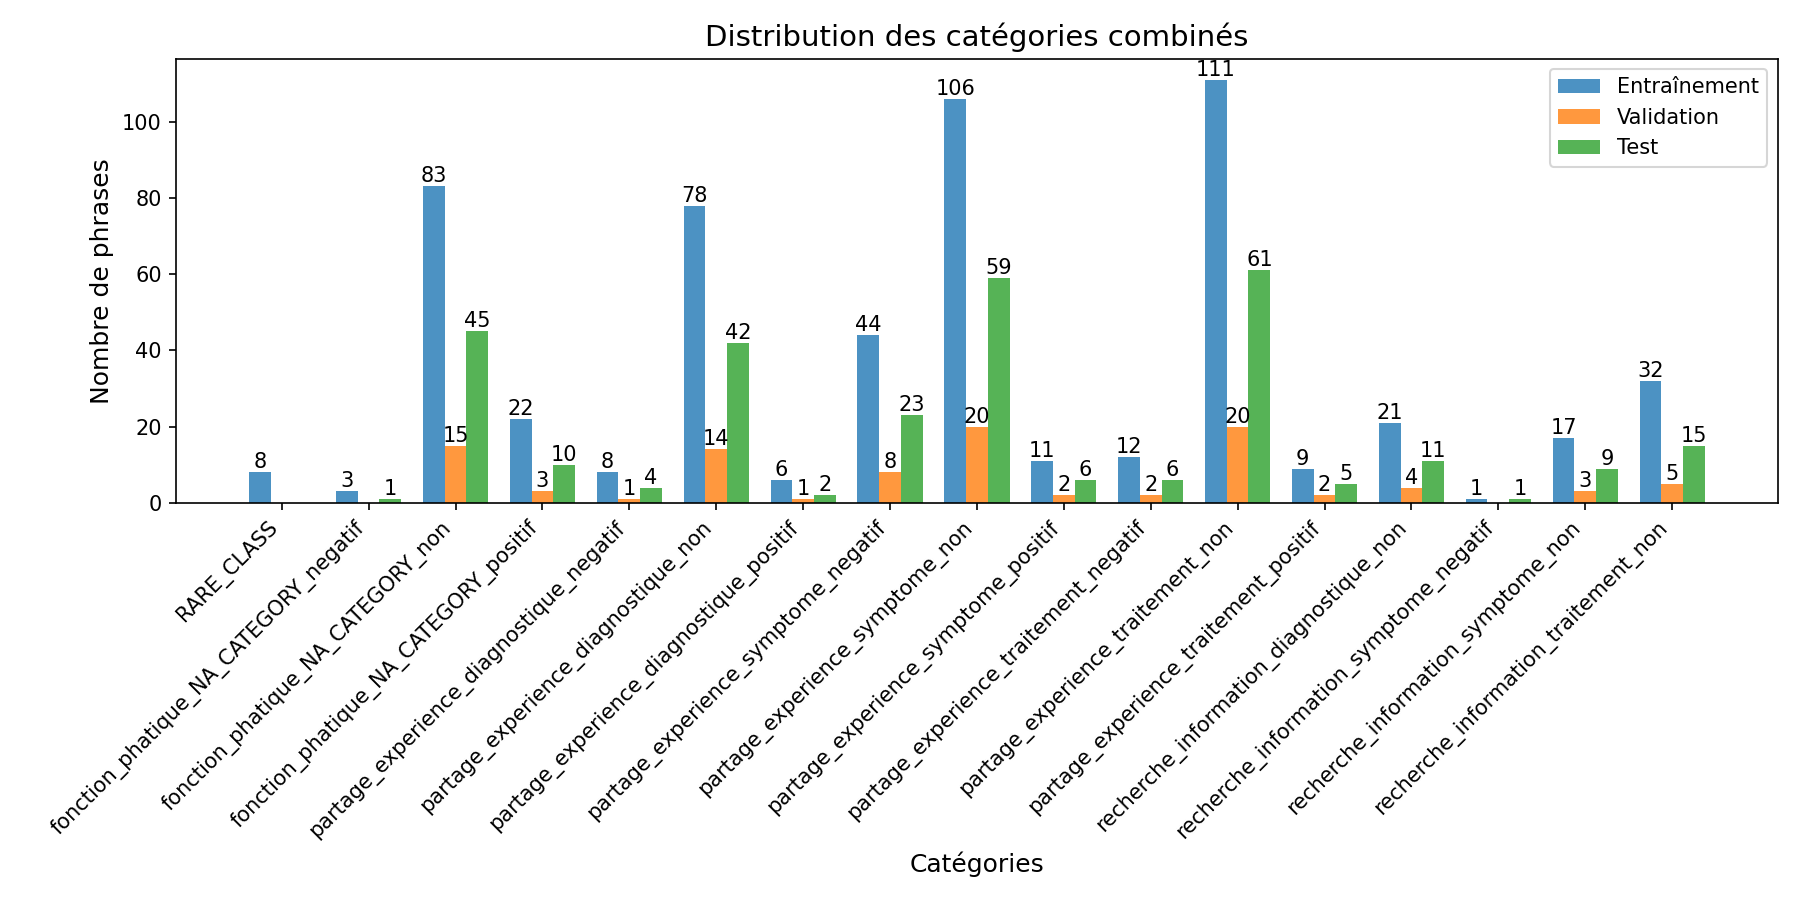 Distribution des catégories combinés
Entraînement
Validation
Test
Nombre de phrases
100
80
60
40
20
0
8
3 1
83 15 45
22 3 10
8 1 4
78 14 42
6 1 2
44 8 23
106 20 59
11 2 6
12 2 6
111 20 61
9 2 5
21 4 11
1 1
17 3 9
32 5 15
RARE_CLASS
fonction_phatique_NA_CATEGORY_negatif
fonction_phatique_NA_CATEGORY_non
fonction_phatique_NA_CATEGORY_positif
partage_experience_diagnostique_negatif
partage_experience_diagnostique_non
partage_experience_diagnostique_positif
partage_experience_symptome_negatif
partage_experience_symptome_non
partage_experience_symptome_positif
partage_experience_traitement_negatif
partage_experience_traitement_non
partage_experience_traitement_positif
recherche_information_diagnostique_non
recherche_information_symptome_negatif
recherche_information_symptome_non
recherche_information_traitement_non
Catégories